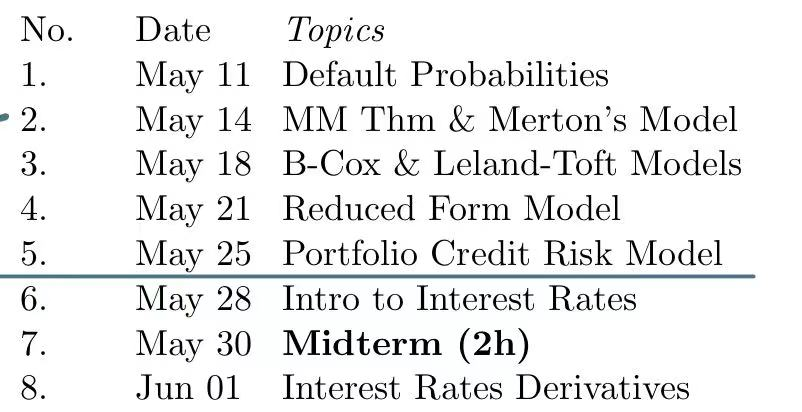 No. Date Topics
1. May 11 Default Probabilities
2. May 14 MM Thm & Merton's Model
3. May 18 B-Cox & Leland-Toft Models
4. May 21 Reduced Form Model
5. May 25 Portfolio Credit Risk Model
6. May 28 Intro to Interest Rates
7. May 30 Midterm (2h)
8. Jun 01 Interest Rates Derivatives